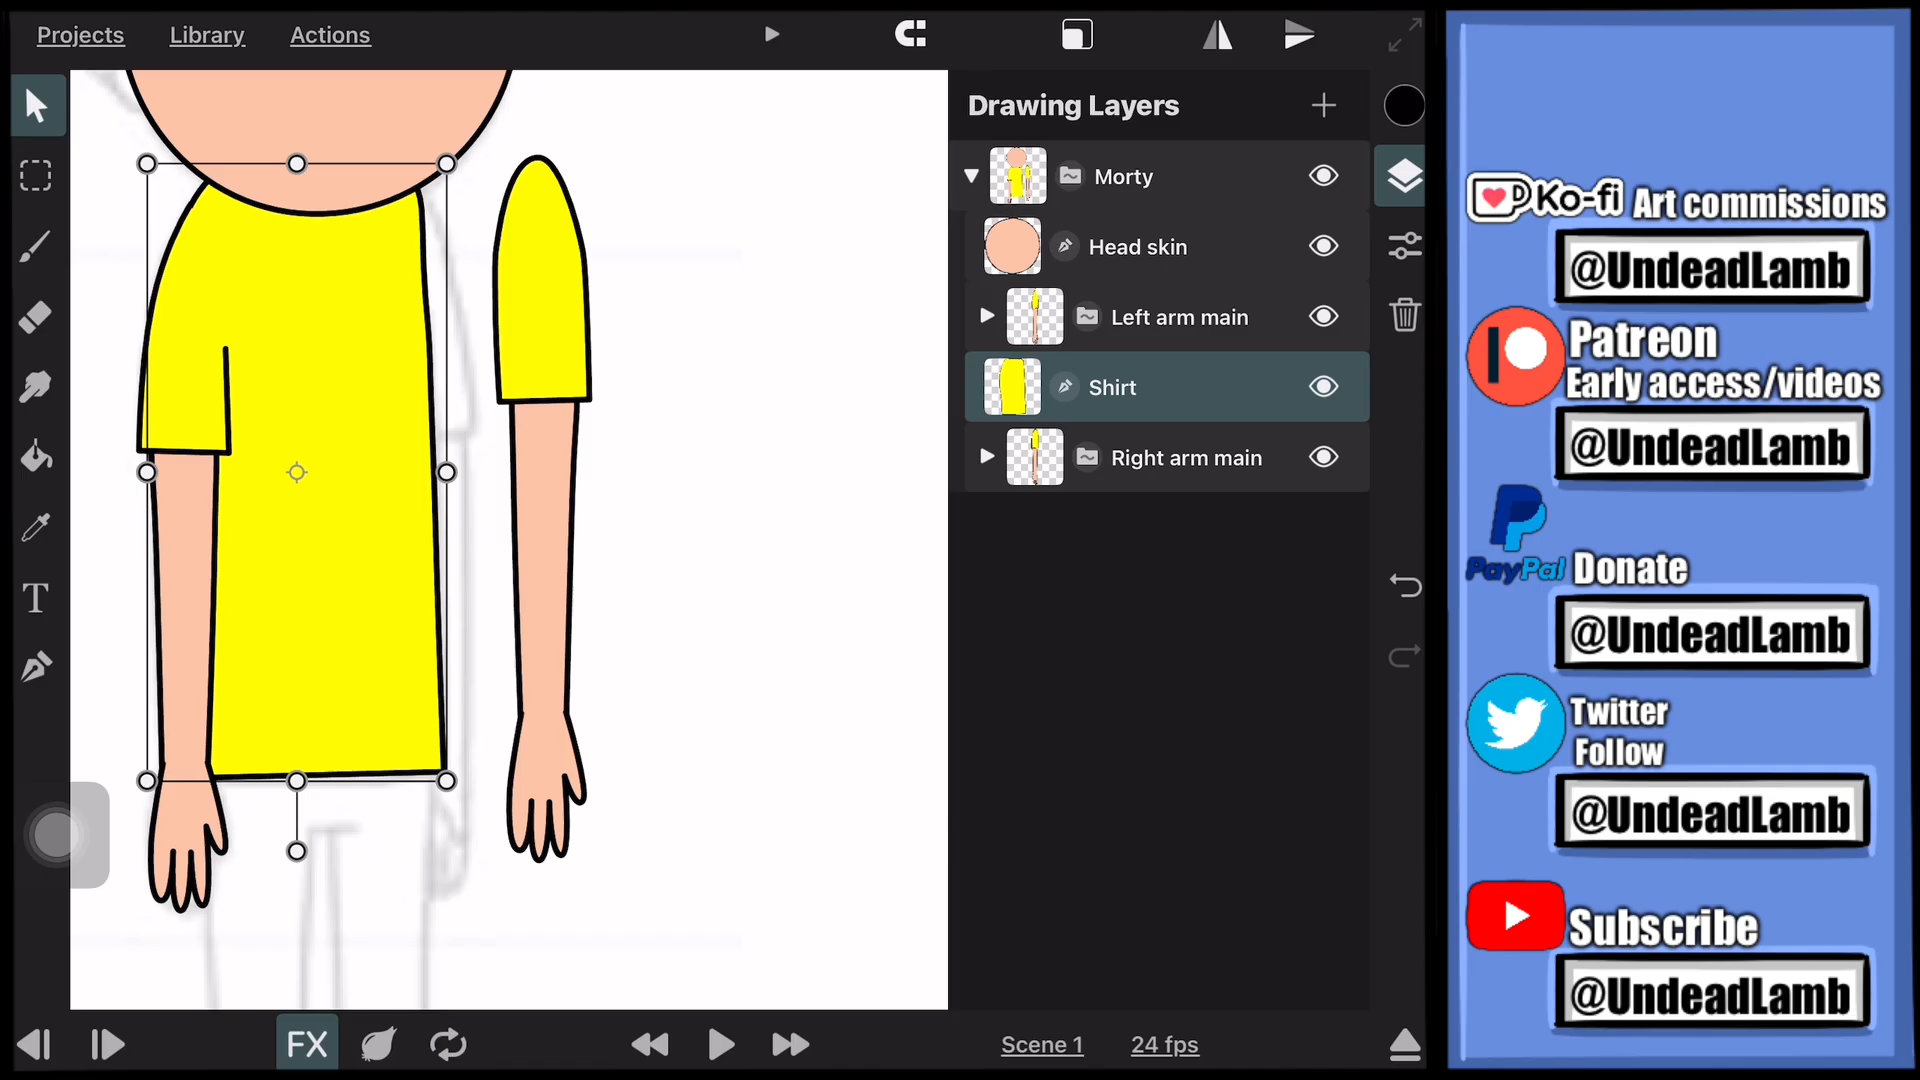 Projects
Library
Actions
Drawing Layers
Morty
Head skin
Left arm main
Shirt
Right arm main
T
FX
Scene 1
24 fps
Ko-fi Art commissions
@UndeadLamb
Patreon
Early access/videos
@UndeadLamb
PayPal Donate
@UndeadLamb
Twitter
Follow
@UndeadLamb
Subscribe
@UndeadLamb